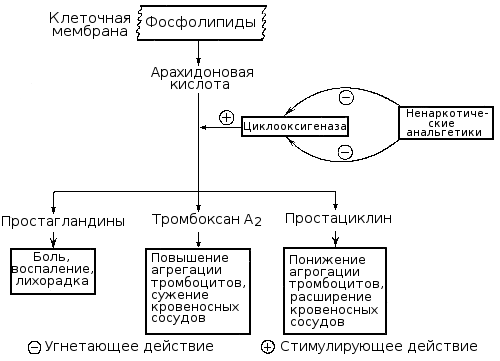 Клеточная
мембрана
Фосфолипиды
Арахидоновая
кислота
+
Циклооксигеназа
−
−
Ненаркотиче-
ские
анальгетики
Простагландины
Тромбоксан А2
Простациклин
Боль,
воспаление,
лихорадка
Повышение
агрегации
тромбоцитов,
сужение
кровеносных
сосудов
Понижение
агрогации
тромбоцитов,
расширение
кровеносных
сосудов
− Угнетающее действие
+ Стимулирующее действие